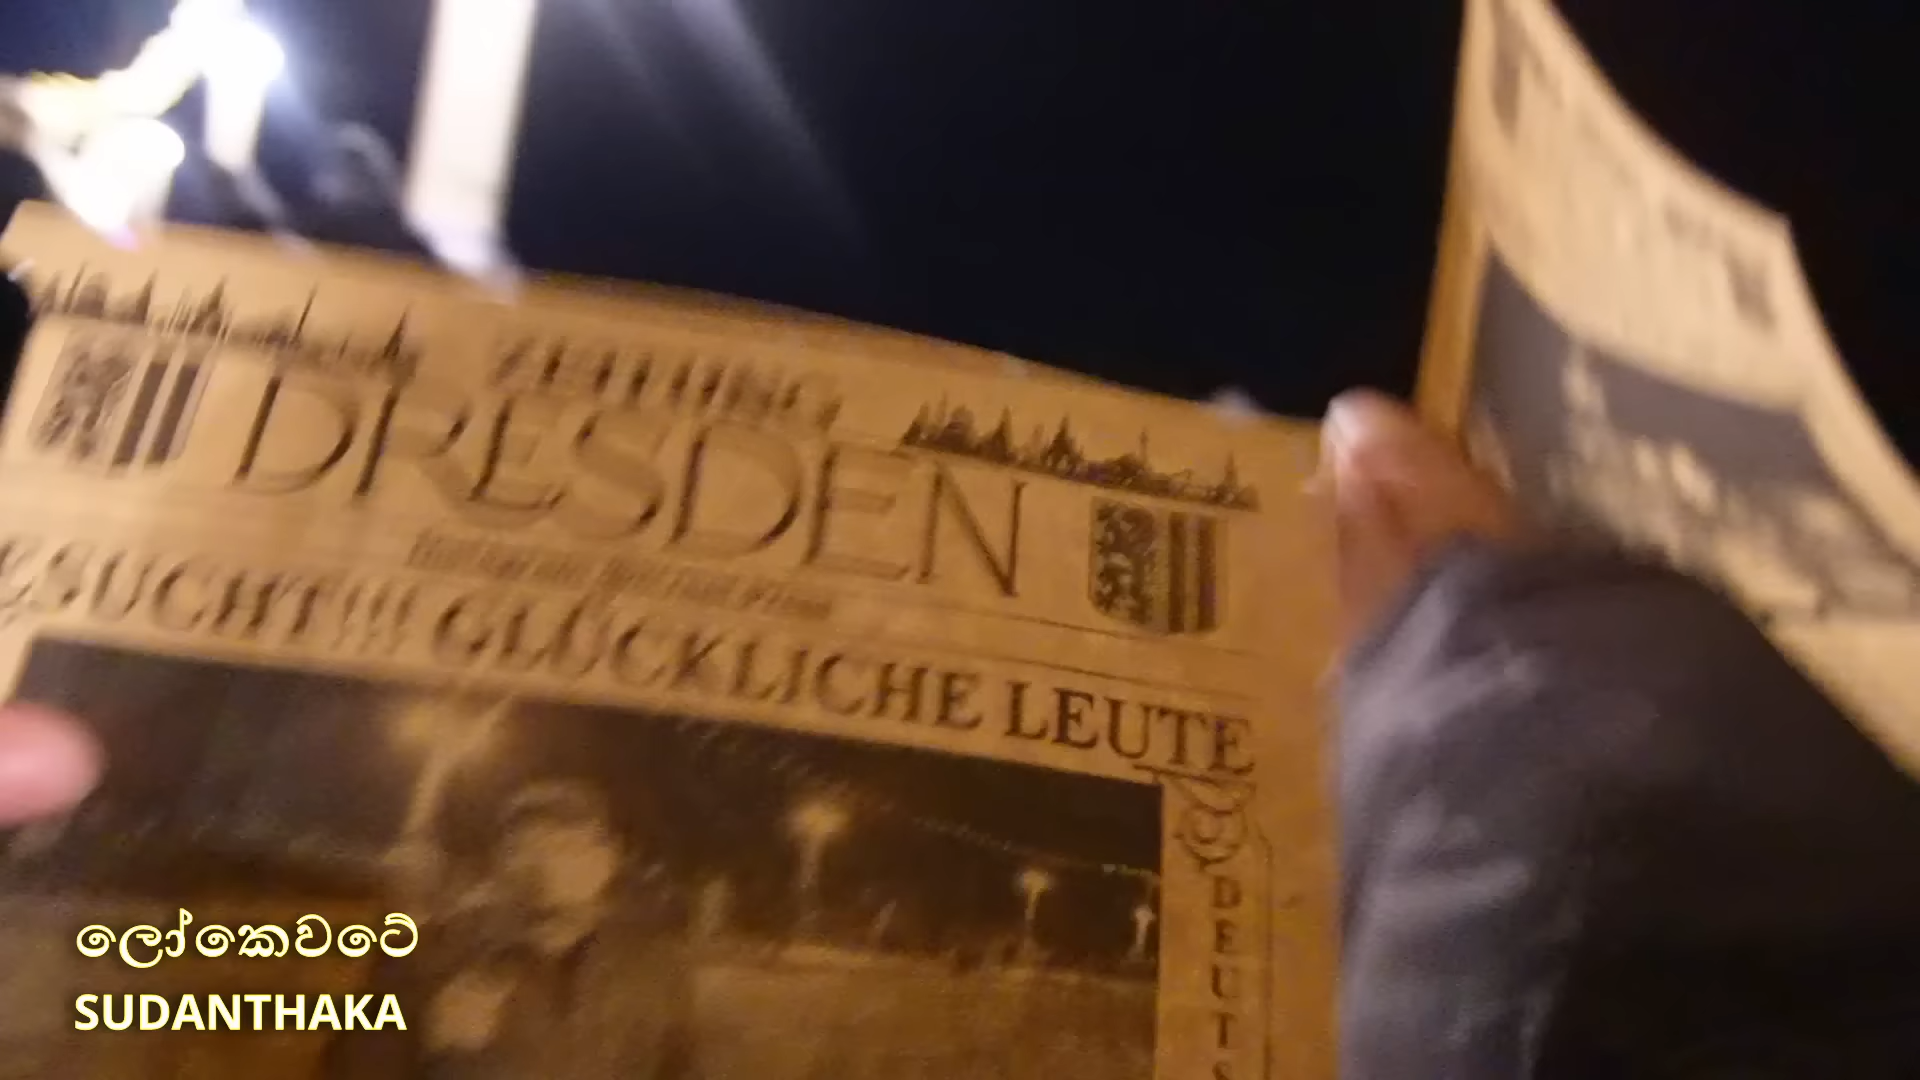 ZEITUNG
DRESDEN
GESUCHT!!! GLÜCKLICHE LEUTE
DEUTS
ලෝකෙවටේ
SUDANTHAKA